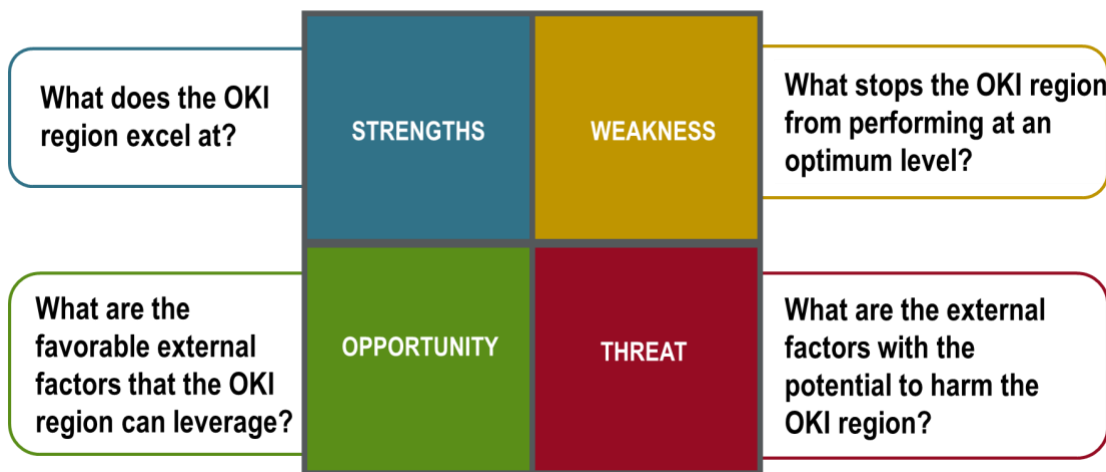 What does the OKI
region excel at?
STRENGTHS
WEAKNESS
What stops the OKI region
from performing at an
optimum level?
What are the
favorable external
factors that the OKI
region can leverage?
OPPORTUNITY
THREAT
What are the external
factors with the
potential to harm the
OKI region?